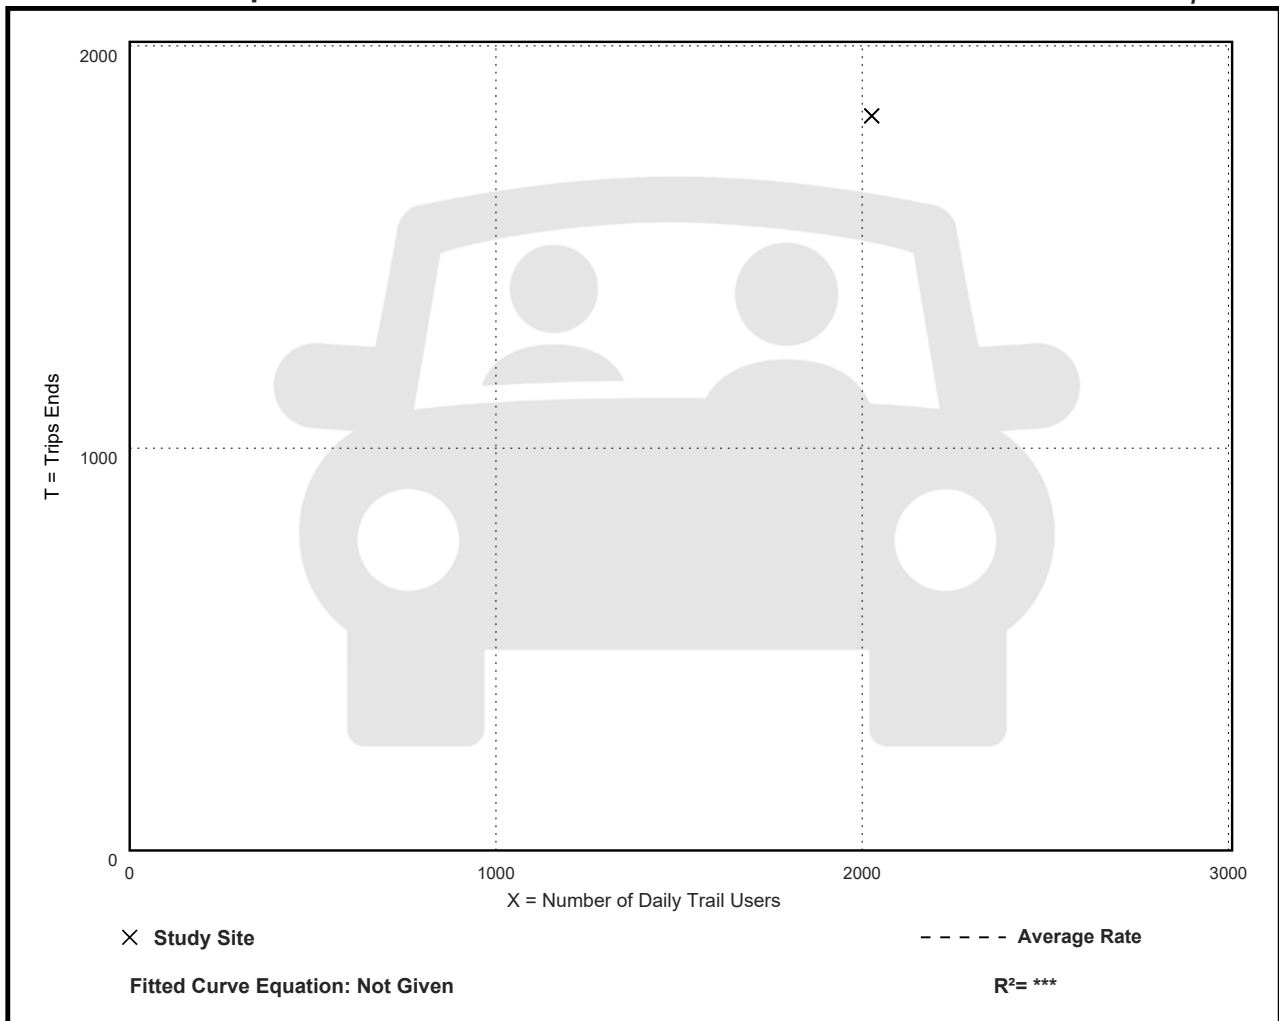 2000
T = Trips Ends
1000
0
0 1000 2000 3000
X = Number of Daily Trail Users
Study Site
Average Rate
Fitted Curve Equation: Not Given
R²= ***